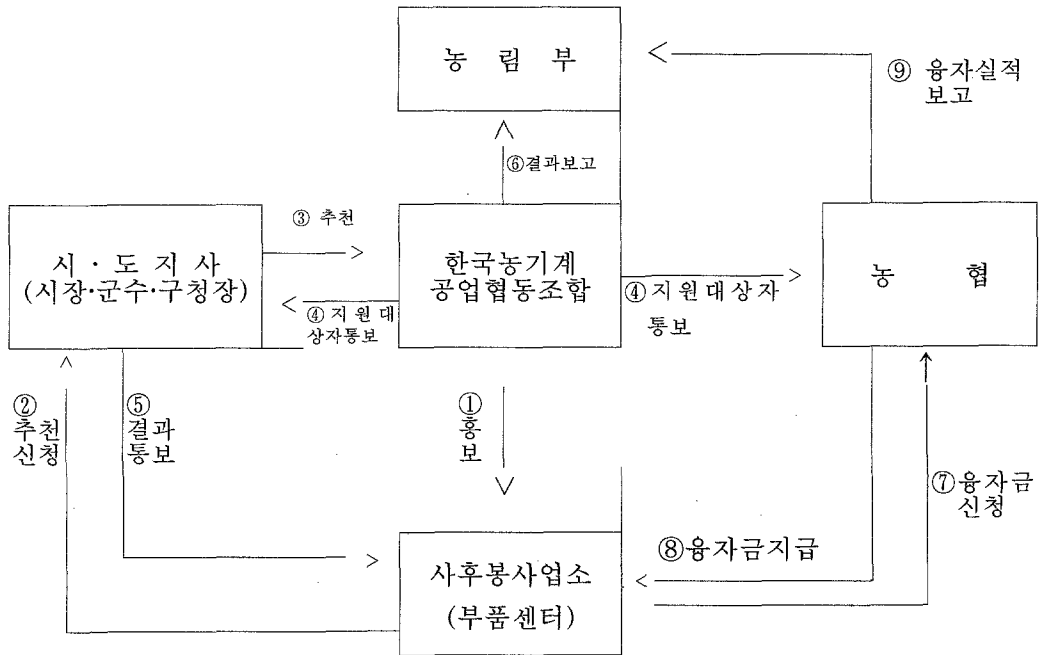 농 림 부
⑨ 융자실적
보고
⑥결과보고
③ 추천
시 · 도 지 사
(시장·군수·구청장)
한국농기계
공업협동조합
농 협
④지 원 대
상자통보
④지원대상자
통보
②
추천
신청
⑤
결과
통보
①
홍
보
⑦융자금
신청
⑧융자금지급
사후봉사업소
(부품센터)